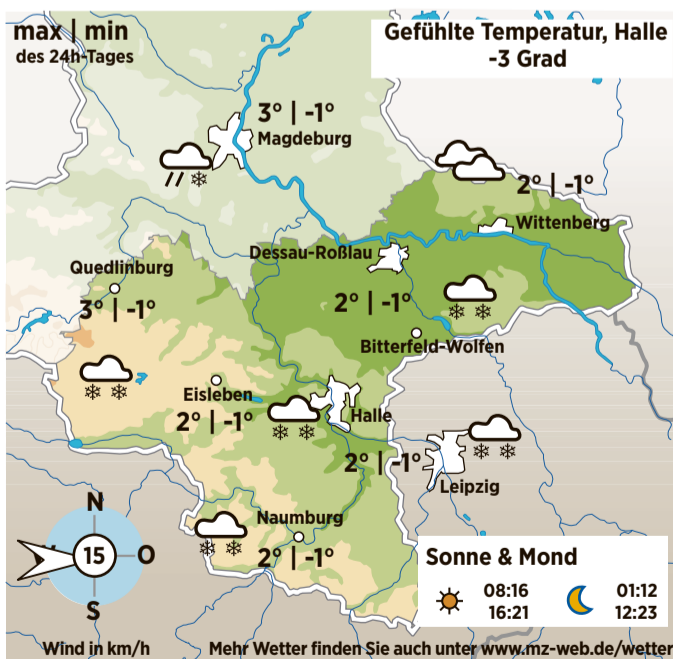 max | min
des 24h-Tages
Gefühlte Temperatur, Halle
-3 Grad
3° | -1°
Magdeburg
2° | -1°
Wittenberg
Dessau-Roßlau
Quedlinburg
3° | -1°
2° | -1°
Bitterfeld-Wolfen
Eisleben
2° | -1°
Halle
2° | -1°
Leipzig
Naumburg
2° | -1°
N
15
O
S
Sonne & Mond
08:16
16:21
01:12
12:23
Wind in km/h
Mehr Wetter finden Sie auch unter www.mz-web.de/wetter